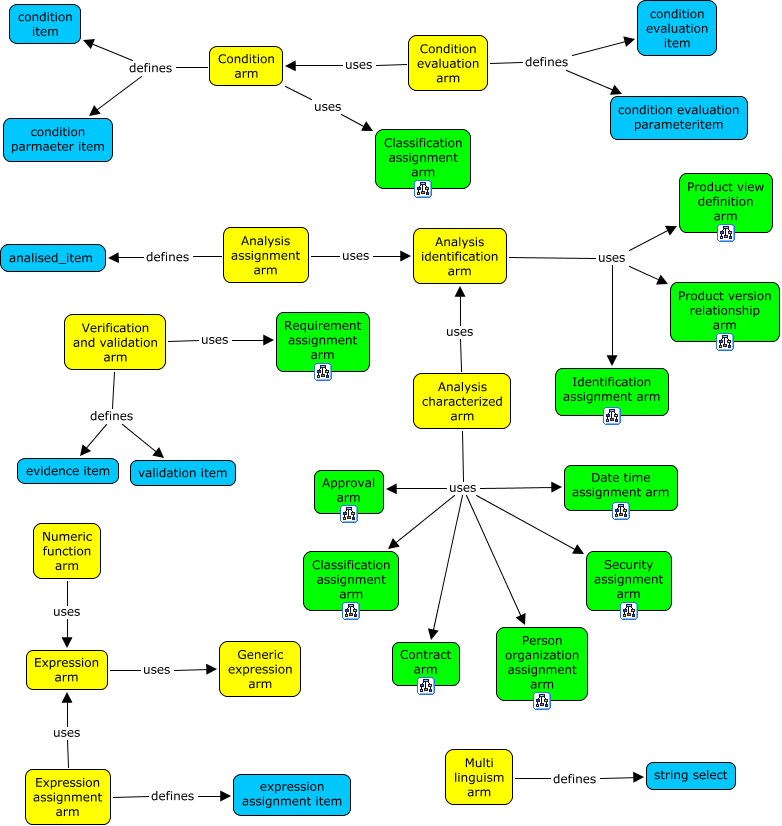 condition
item
defines
condition
parmaeter item
Condition
arm
uses
Condition
evaluation
arm
defines
condition
evaluation
item
condition evaluation
parameteritem
uses
Classification
assignment
arm
Product view
definition
arm
analised_item
defines
Analysis
assignment
arm
uses
Analysis
identification
arm
uses
Product version
relationship
arm
Identification
assignment arm
Verification
and validation
arm
uses
Requirement
assignment
arm
defines
evidence item
validation item
uses
Analysis
characterized
arm
uses
Approval
arm
Date time
assignment arm
Classification
assignment
arm
Security
assignment
arm
Contract
arm
Person
organization
assignment
arm
Numeric
function
arm
uses
Expression
arm
uses
Generic
expression
arm
uses
Expression
assignment
arm
defines
expression
assignment item
Multi
linguism
arm
defines
string select